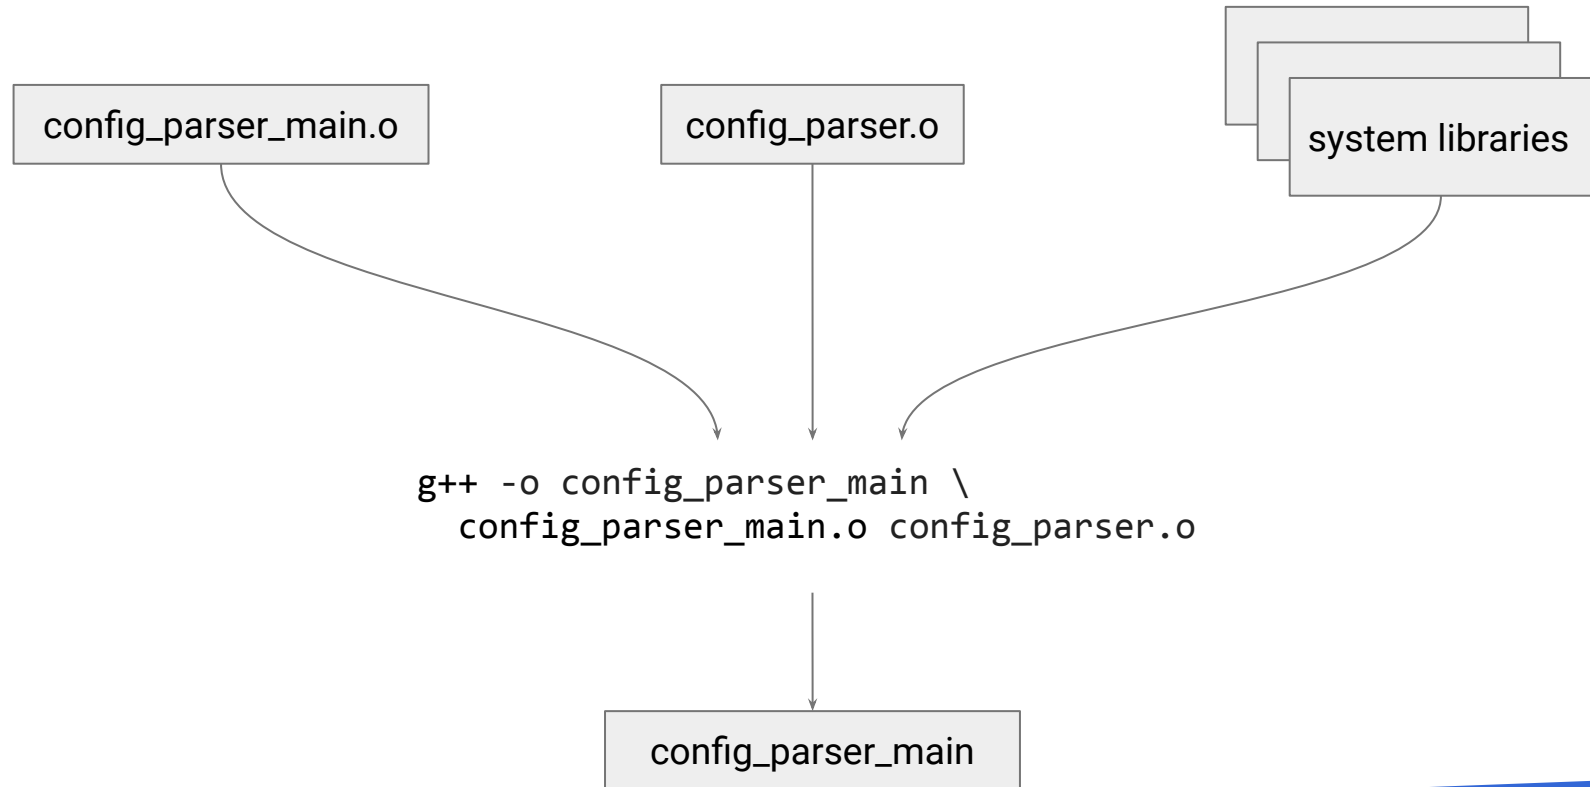 config_parser_main.o
config_parser.o
system libraries
g++ -o config_parser_main \
config_parser_main.o config_parser.o
config_parser_main